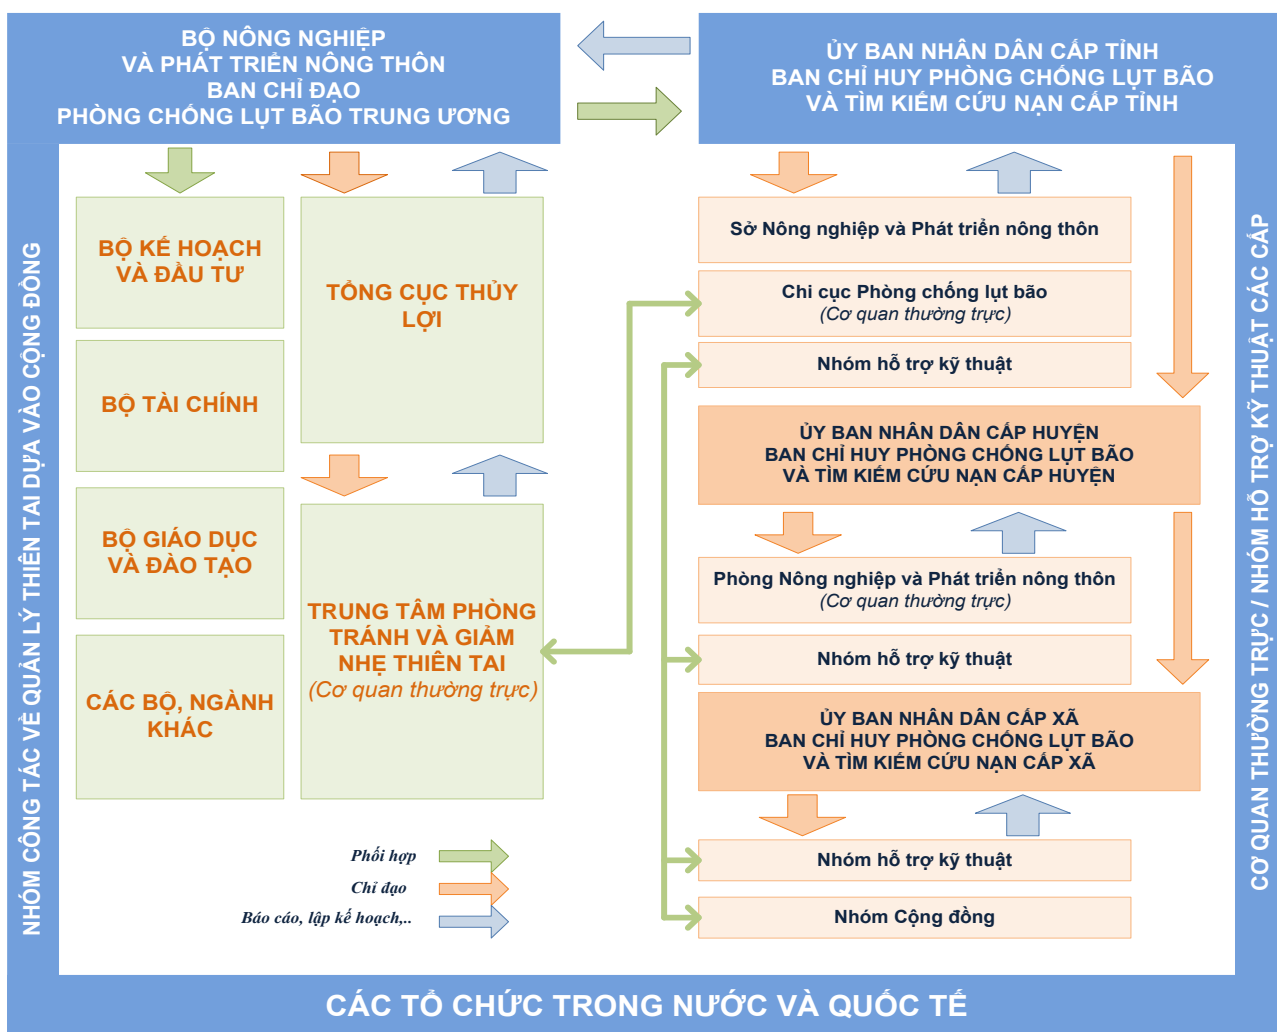 BỘ NÔNG NGHIỆP
VÀ PHÁT TRIỂN NÔNG THÔN
BAN CHỈ ĐẠO
PHÒNG CHỐNG LỤT BÃO TRUNG ƯƠNG
ỦY BAN NHÂN DÂN CẤP TỈNH
BAN CHỈ HUY PHÒNG CHỐNG LỤT BÃO
VÀ TÌM KIẾM CỨU NẠN CẤP TỈNH
NHÓM CÔNG TÁC VỀ QUẢN LÝ THIÊN TAI DỰA VÀO CỘNG ĐỒNG
BỘ KẾ HOẠCH
VÀ ĐẦU TƯ
BỘ TÀI CHÍNH
BỘ GIÁO DỤC
VÀ ĐÀO TẠO
CÁC BỘ, NGÀNH
KHÁC
TỔNG CỤC THỦY
LỢI
TRUNG TÂM PHÒNG
TRÁNH VÀ GIẢM
NHẸ THIÊN TAI
(Cơ quan thường trực)
Sở Nông nghiệp và Phát triển nông thôn
Chi cục Phòng chống lụt bão
(Cơ quan thường trực)
Nhóm hỗ trợ kỹ thuật
ỦY BAN NHÂN DÂN CẤP HUYỆN
BAN CHỈ HUY PHÒNG CHỐNG LỤT BÃO
VÀ TÌM KIẾM CỨU NẠN CẤP HUYỆN
Phòng Nông nghiệp và Phát triển nông thôn
(Cơ quan thường trực)
Nhóm hỗ trợ kỹ thuật
ỦY BAN NHÂN DÂN CẤP XÃ
BAN CHỈ HUY PHÒNG CHỐNG LỤT BÃO
VÀ TÌM KIẾM CỨU NẠN CẤP XÃ
Nhóm hỗ trợ kỹ thuật
Nhóm Cộng đồng
CƠ QUAN THƯỜNG TRỰC / NHÓM HỖ TRỢ KỸ THUẬT CÁC CẤP
Phối hợp
Chỉ đạo
Báo cáo, lập kế hoạch,..
CÁC TỔ CHỨC TRONG NƯỚC VÀ QUỐC TẾ